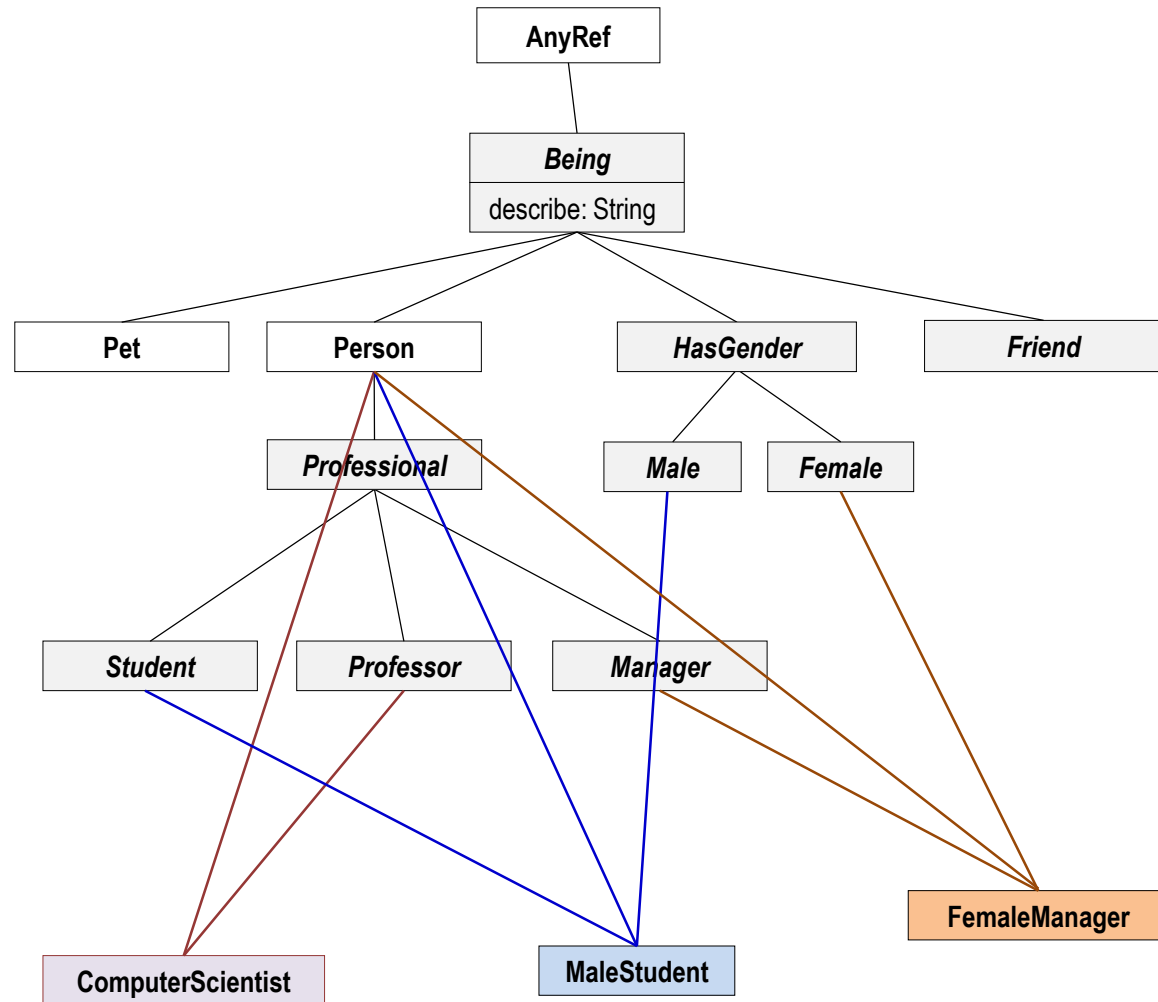 AnyRef
Being
describe: String
Pet
Person
HasGender
Friend
Professional
Male
Female
Student
Professor
Manager
FemaleManager
ComputerScientist
MaleStudent